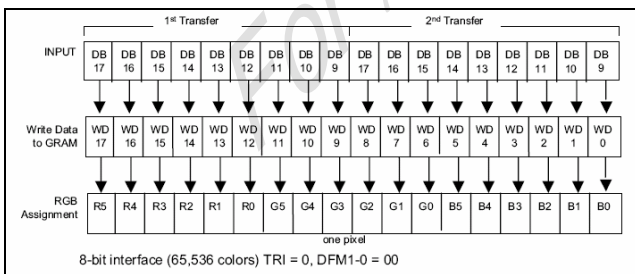 1st Transfer 2nd Transfer
INPUT DB 17 DB 16 DB 15 DB 14 DB 13 DB 12 DB 11 DB 10 DB 9 DB 17 DB 16 DB 15 DB 14 DB 13 DB 12 DB 11 DB 10 DB 9
Write Data to GRAM WD 17 WD 16 WD 15 WD 14 WD 13 WD 12 WD 11 WD 10 WD 9 WD 8 WD 7 WD 6 WD 5 WD 4 WD 3 WD 2 WD 1 WD 0
RGB Assignment R5 R4 R3 R2 R1 R0 G5 G4 G3 G2 G1 G0 B5 B4 B3 B2 B1 B0
one pixel
8-bit interface (65,536 colors) TRI = 0, DFM1-0 = 00
For